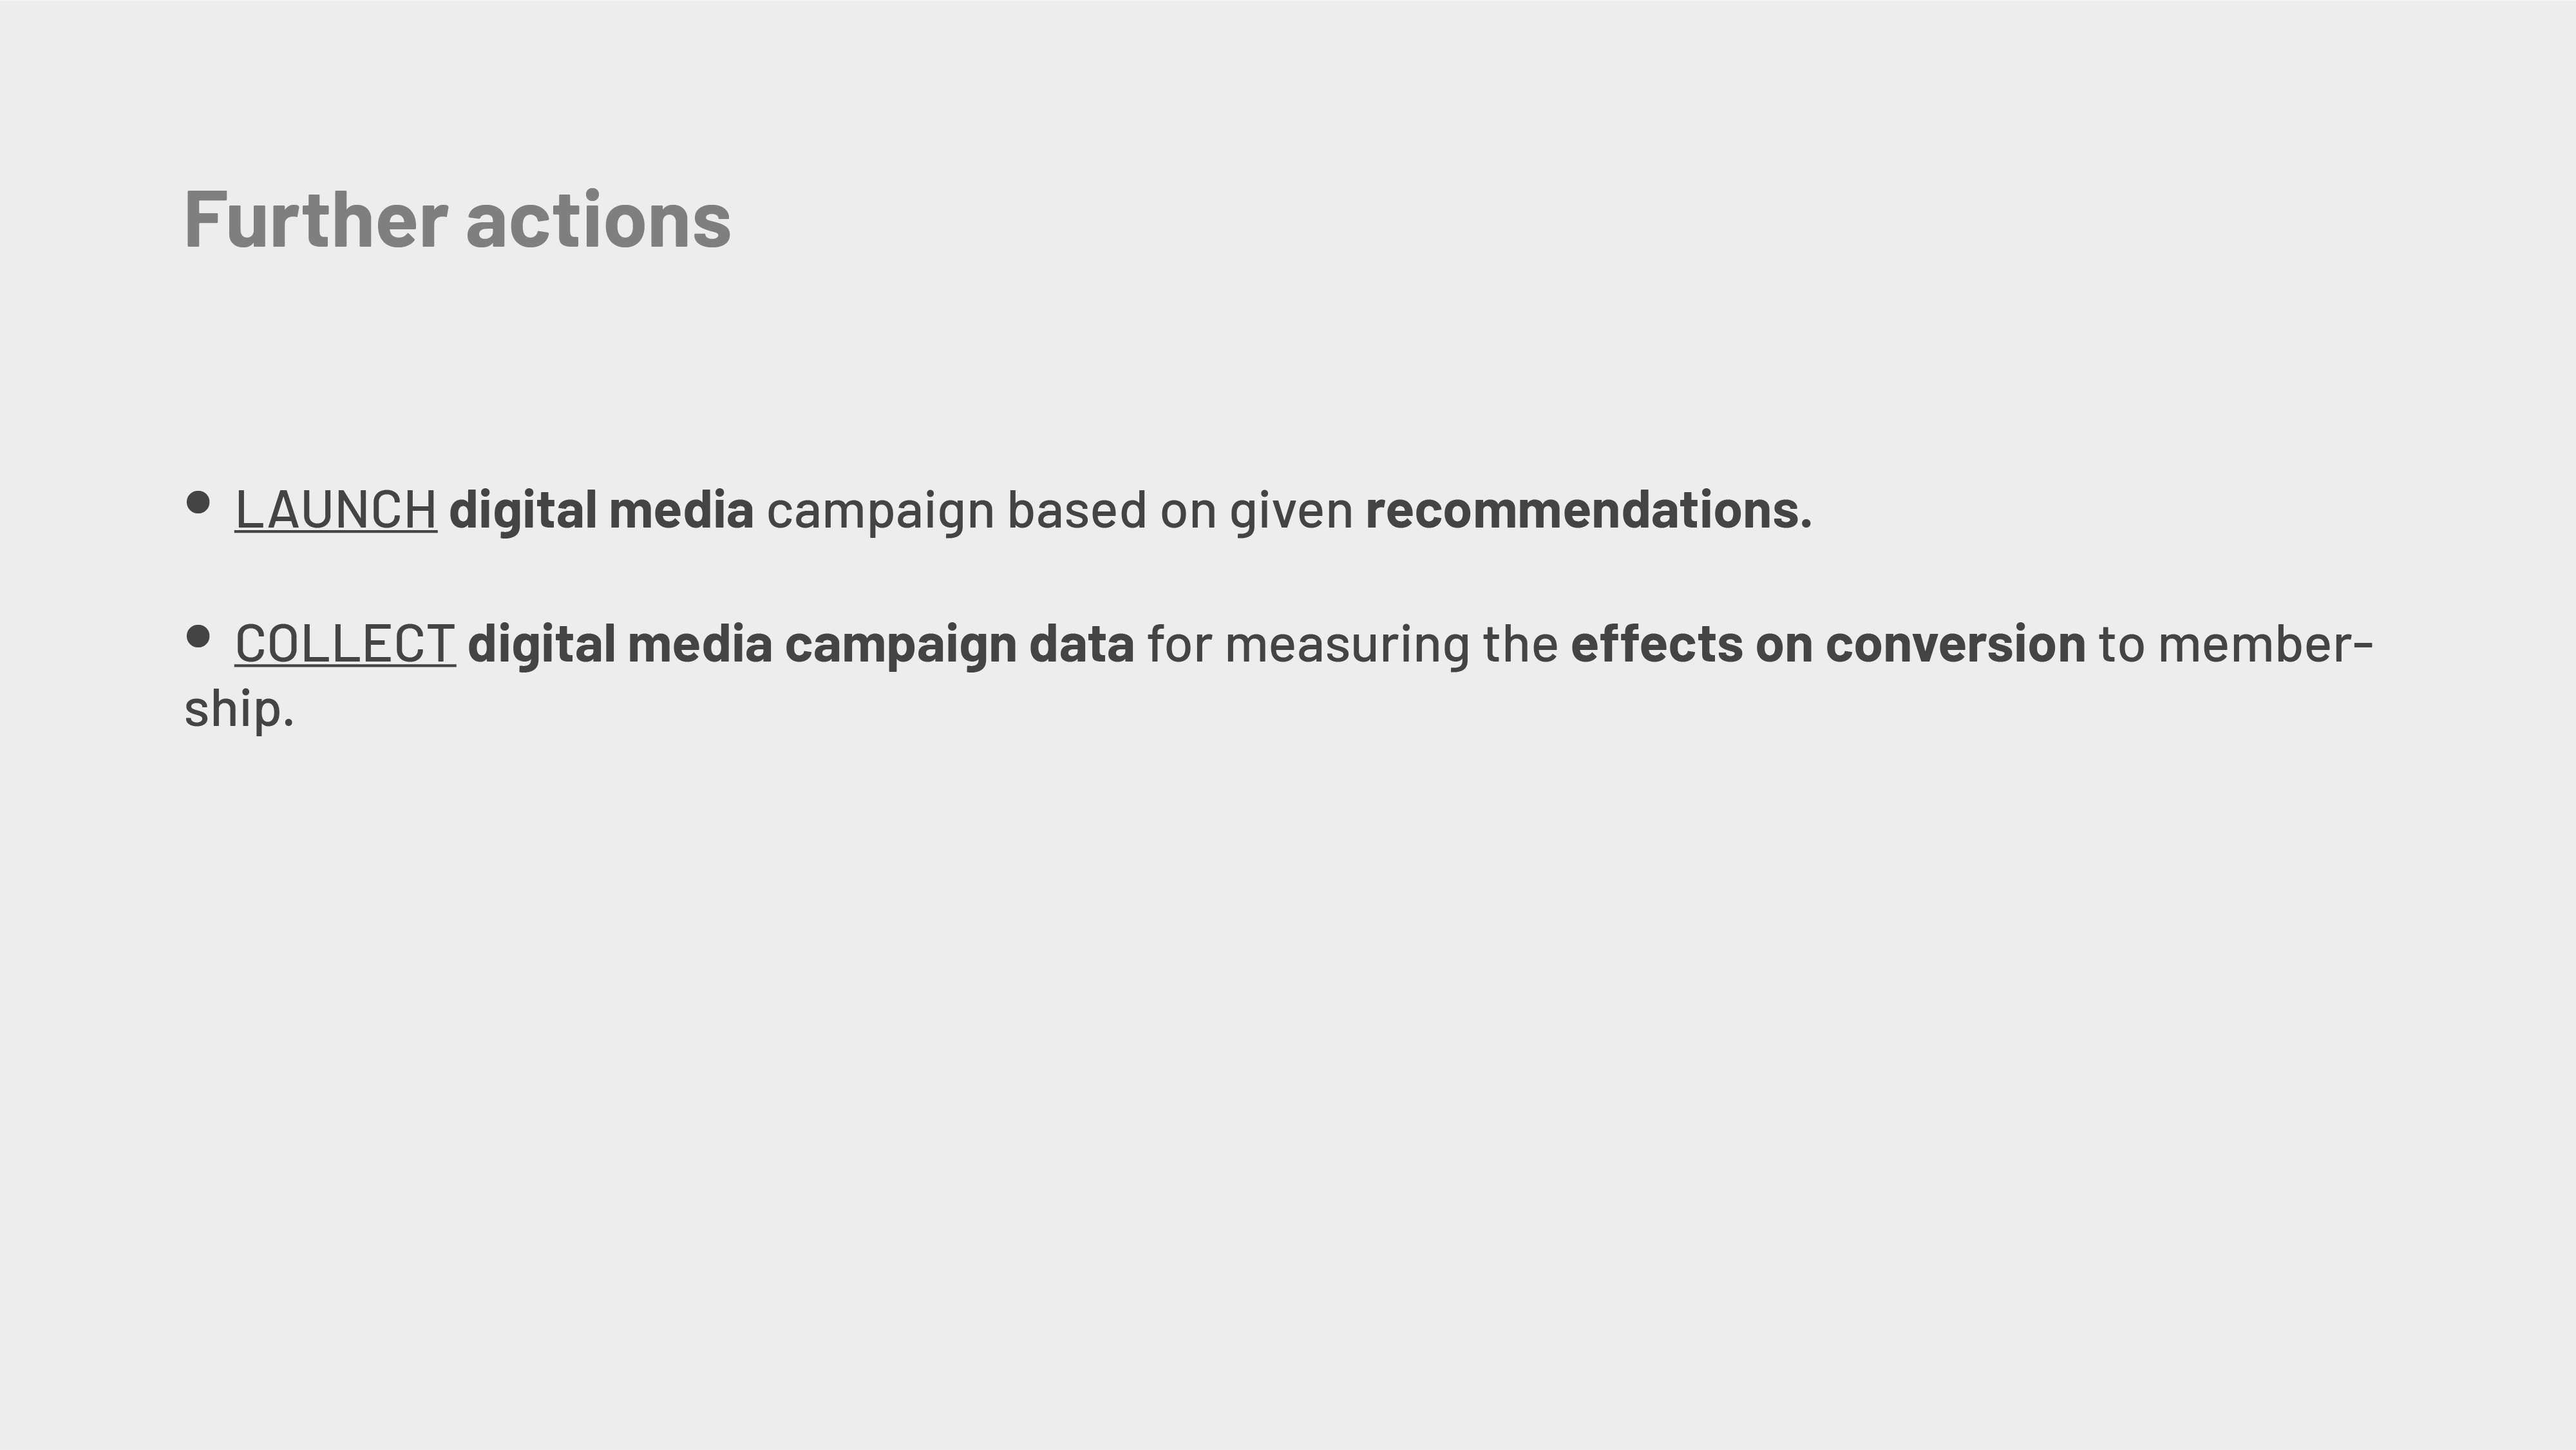 Further actions
• LAUNCH digital media campaign based on given recommendations.
• COLLECT digital media campaign data for measuring the effects on conversion to member-
ship.